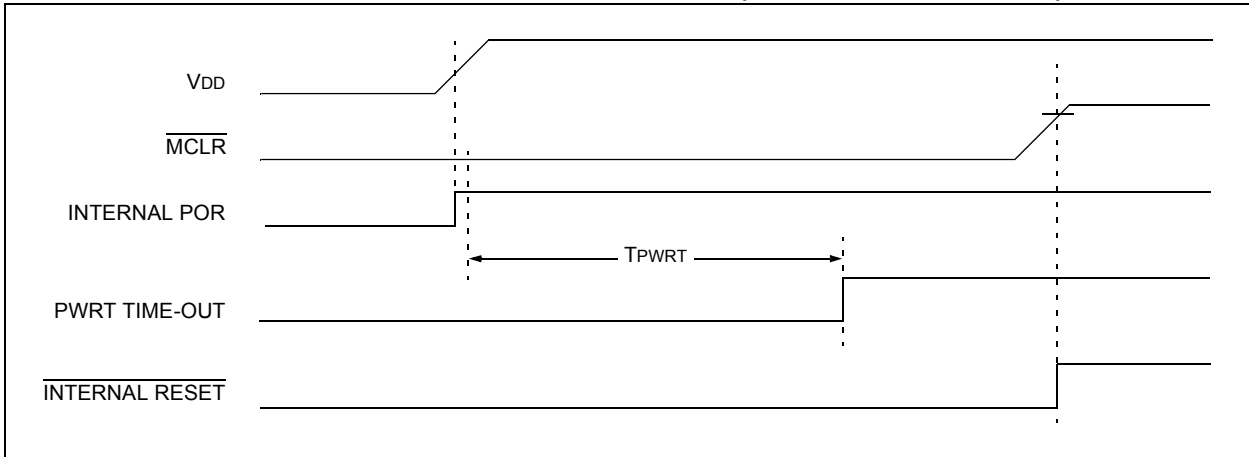 VDD
MCLR
INTERNAL POR
TPWRT
PWRT TIME-OUT
INTERNAL RESET